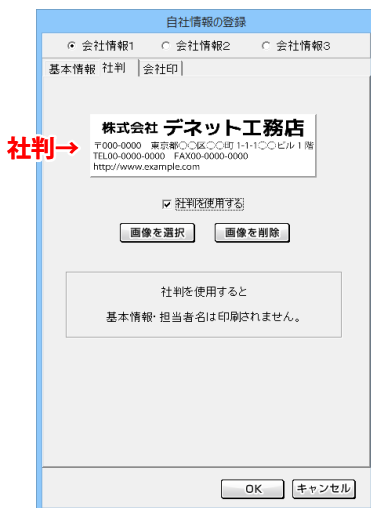 自社情報の登録
会社情報1 会社情報2 会社情報3
基本情報 社判 会社印
株式会社 デネット工務店
〒000-0000 東京都〇〇区〇〇町 1-1-1〇〇ビル 1 階
TEL00-0000-0000 FAX00-0000-0000
http://www.example.com
社判→
社判を使用する
画像を選択 画像を削除
社判を使用すると
基本情報・担当者名は印刷されません。
OK キャンセル